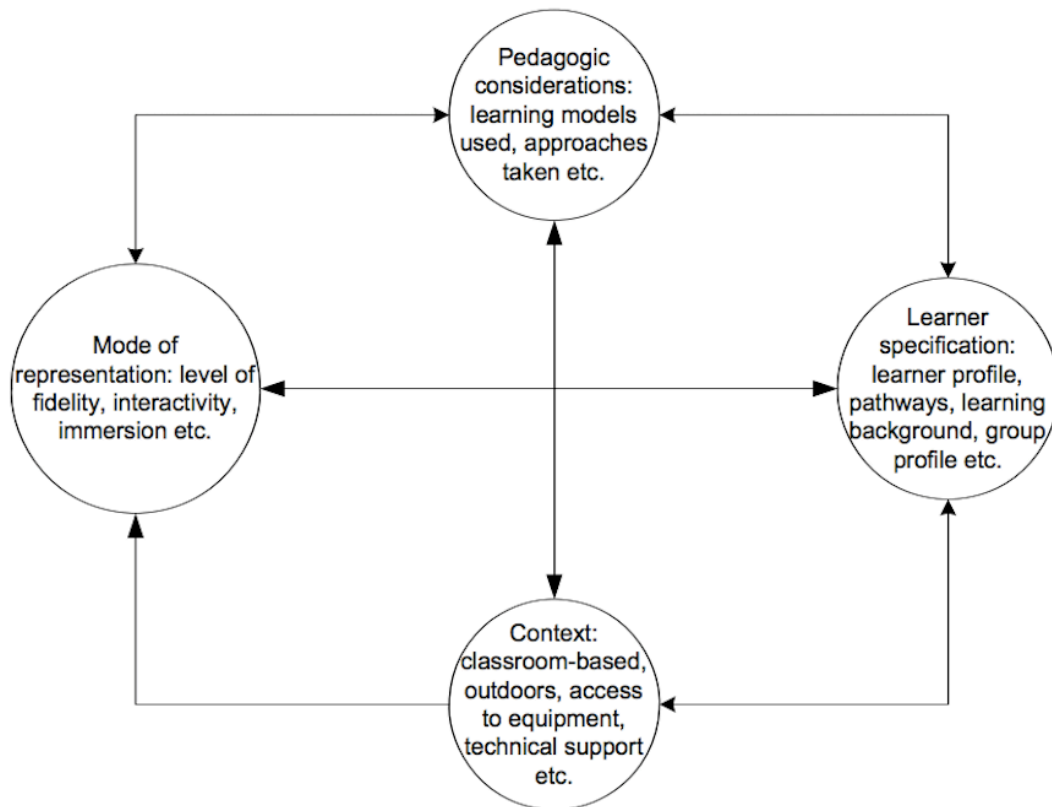 Pedagogic
considerations:
learning models
used, approaches
taken etc.
Mode of
representation: level of
fidelity, interactivity,
immersion etc.
Learner
specification:
learner profile,
pathways, learning
background, group
profile etc.
Context:
classroom-based,
outdoors, access
to equipment,
technical support
etc.